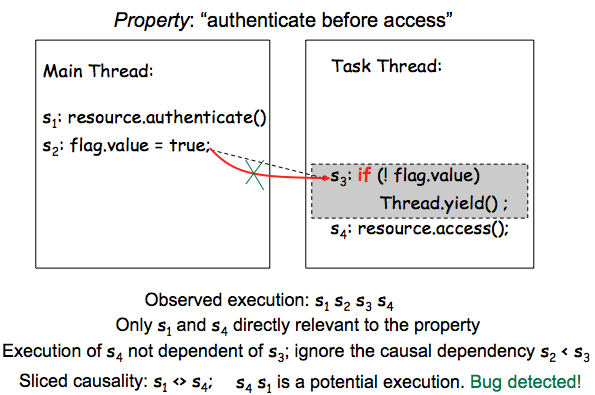 Property: “authenticate before access”
Main Thread:
s1: resource.authenticate()
s2: flag.value = true;
Task Thread:
s3: if (! flag.value)
Thread.yield() ;
s4: resource.access();
Observed execution: s1 s2 s3 s4
Only s1 and s4 directly relevant to the property
Execution of s4 not dependent of s3; ignore the causal dependency s2 < s3
Sliced causality: s1 <> s4; s4 s1 is a potential execution. Bug detected!